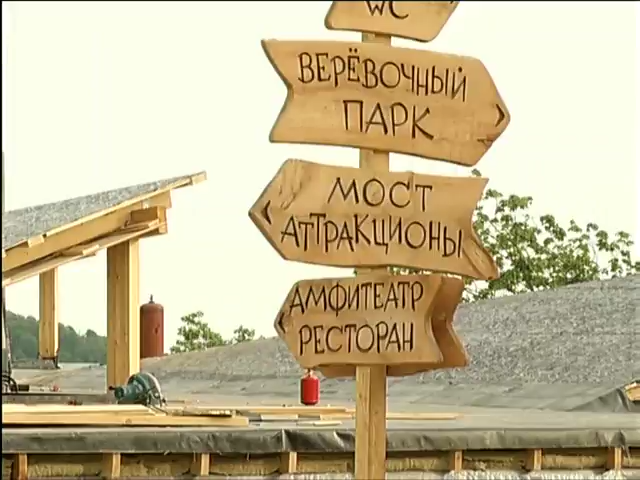 WC
ВЕРЁВОЧНЫЙ
ПАРК
МОСТ
АТТРАКЦИОНЫ
АМФИТЕАТР
РЕСТОРАН